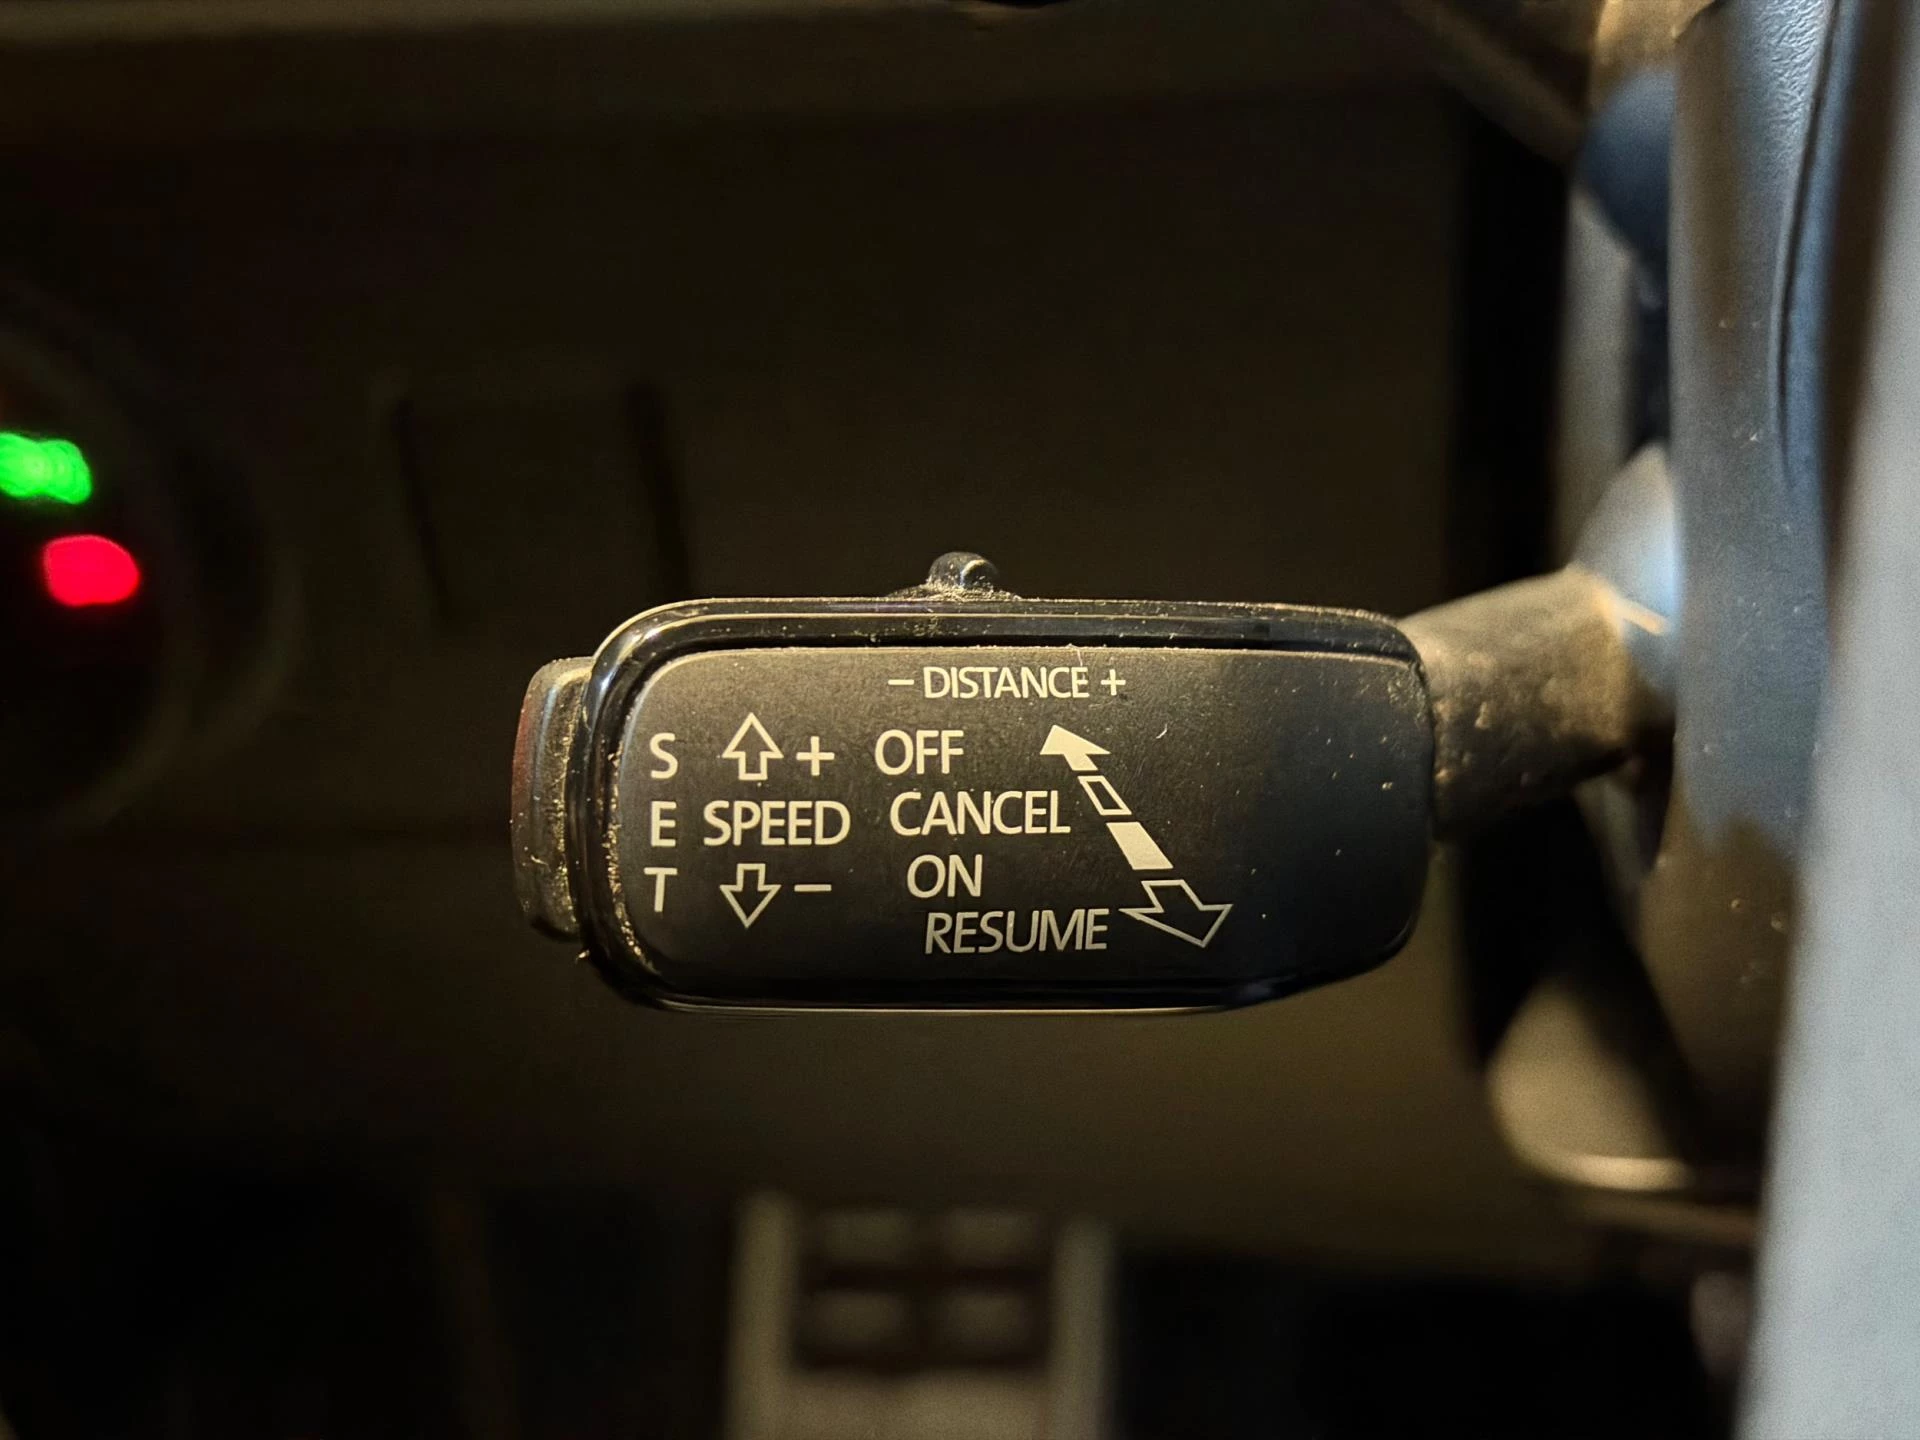 - DISTANCE +
S + OFF
E SPEED CANCEL
T - ON
RESUME